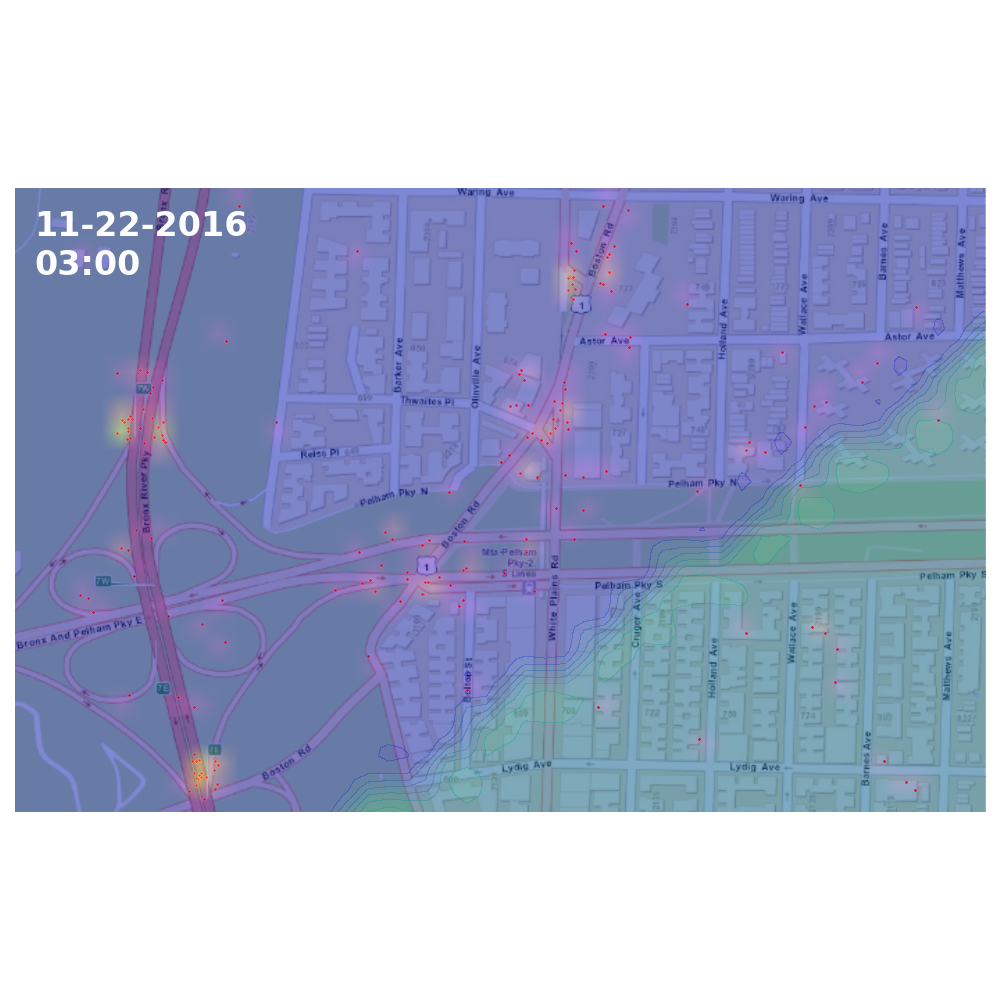 Waring Ave
Waring Ave
11-22-2016
03:00
Boston Rd
Barnes Ave
Matthews Ave
1
Holland Ave
Wallace Ave
Astor Ave
Astor Ave
Barker Ave
Olinville Ave
7W
Thwaites Pl
Reiss Pl
Pelham Pky N
Pelham Pky N
Bronx River Pky
Boston Rd
Mta-Pelham
Pky-2,
5 Lines
1
7W
White Plains Rd
Pelham Pky S
Pelham Pky S
Cruger Ave
Bronx And Pelham Pky E
Wallace Ave
Holland Ave
Matthews Ave
Bolton St
7E
724
7E
Boston Rd
Lydig Ave
Lydig Ave
Barnes Ave